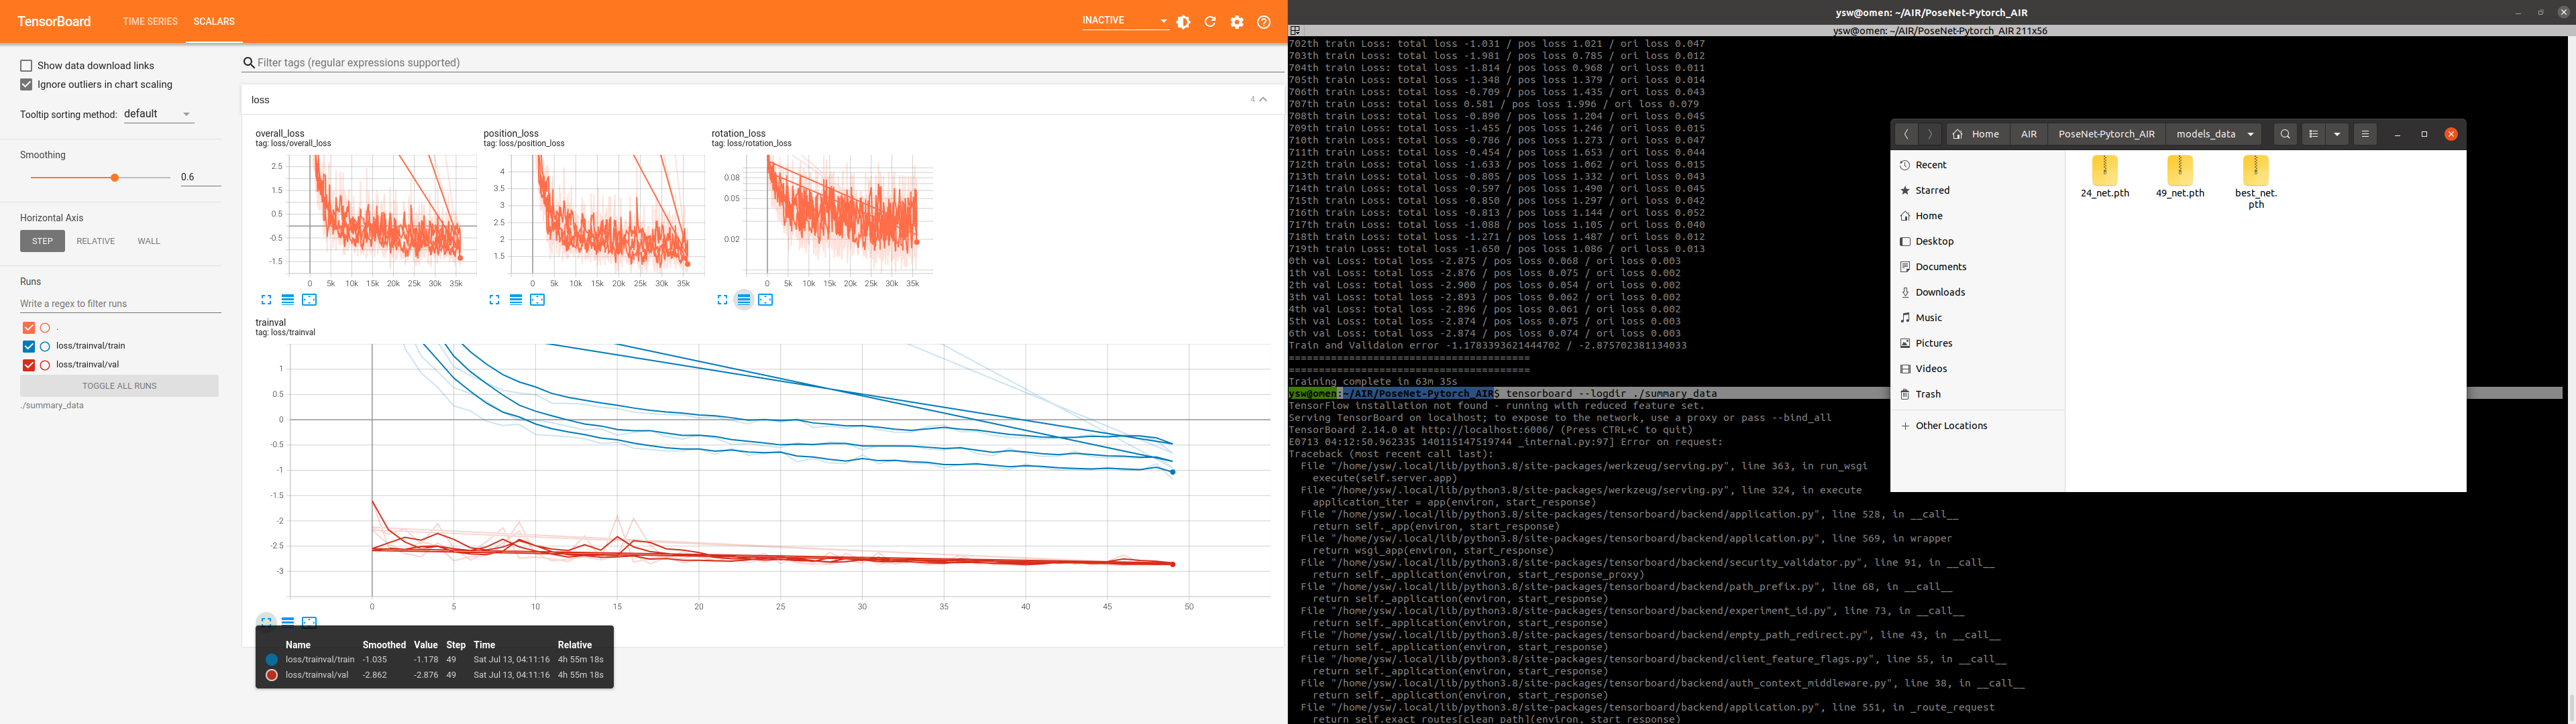 TensorBoard
TIME SERIES
SCALARS
INACTIVE
Show data download links
Ignore outliers in chart scaling
Tooltip sorting method: default
Smoothing
0.6
Horizontal Axis
STEP
RELATIVE
WALL
Runs
Write a regex to filter runs
.
loss/trainval/train
loss/trainval/val
TOGGLE ALL RUNS
./summary_data
Filter tags (regular expressions supported)
loss
4
overall_loss
tag: loss/overall_loss
2.5
1.5
0.5
-0.5
-1.5
0 5k 10k 15k 20k 25k 30k 35k
position_loss
tag: loss/position_loss
4
3.5
3
2.5
2
1.5
0 5k 10k 15k 20k 25k 30k 35k
rotation_loss
tag: loss/rotation_loss
0.08
0.05
0.02
0 5k 10k 15k 20k 25k 30k 35k
trainval
tag: loss/trainval
1
0.5
0
-0.5
-1
-1.5
-2
-2.5
-3
0 5 10 15 20 25 30 35 40 45 50
Name Smoothed Value Step Time Relative
loss/trainval/train -1.035 -1.178 49 Sat Jul 13, 04:11:16 4h 55m 18s
loss/trainval/val -2.862 -2.876 49 Sat Jul 13, 04:11:16 4h 55m 18s
ysw@omen: ~/AIR/PoseNet-Pytorch_AIR
ysw@omen: ~/AIR/PoseNet-Pytorch_AIR 211x56
702th train Loss: total loss -1.031 / pos loss 1.021 / ori loss 0.047
703th train Loss: total loss -1.981 / pos loss 0.785 / ori loss 0.012
704th train Loss: total loss -1.814 / pos loss 0.968 / ori loss 0.011
705th train Loss: total loss -1.348 / pos loss 1.379 / ori loss 0.014
706th train Loss: total loss -0.709 / pos loss 1.435 / ori loss 0.043
707th train Loss: total loss 0.581 / pos loss 1.996 / ori loss 0.079
708th train Loss: total loss -0.890 / pos loss 1.204 / ori loss 0.045
709th train Loss: total loss -1.455 / pos loss 1.246 / ori loss 0.015
710th train Loss: total loss -0.786 / pos loss 1.273 / ori loss 0.047
711th train Loss: total loss -0.454 / pos loss 1.653 / ori loss 0.044
712th train Loss: total loss -1.633 / pos loss 1.062 / ori loss 0.015
713th train Loss: total loss -0.805 / pos loss 1.332 / ori loss 0.043
714th train Loss: total loss -0.597 / pos loss 1.490 / ori loss 0.045
715th train Loss: total loss -0.850 / pos loss 1.297 / ori loss 0.042
716th train Loss: total loss -0.813 / pos loss 1.144 / ori loss 0.052
717th train Loss: total loss -1.088 / pos loss 1.105 / ori loss 0.040
718th train Loss: total loss -1.271 / pos loss 1.487 / ori loss 0.012
719th train Loss: total loss -1.650 / pos loss 1.086 / ori loss 0.013
0th val Loss: total loss -2.875 / pos loss 0.068 / ori loss 0.003
1th val Loss: total loss -2.876 / pos loss 0.075 / ori loss 0.002
2th val Loss: total loss -2.900 / pos loss 0.054 / ori loss 0.002
3th val Loss: total loss -2.893 / pos loss 0.062 / ori loss 0.002
4th val Loss: total loss -2.896 / pos loss 0.061 / ori loss 0.002
5th val Loss: total loss -2.874 / pos loss 0.075 / ori loss 0.003
6th val Loss: total loss -2.874 / pos loss 0.074 / ori loss 0.003
Train and Validaion error -1.1783393621444702 / -2.875702381134033
========================================
========================================
Training complete in 63m 35s
ysw@omen:~/AIR/PoseNet-Pytorch_AIR$ tensorboard --logdir ./summary_data
TensorFlow installation not found - running with reduced feature set.
Serving TensorBoard on localhost; to expose to the network, use a proxy or pass --bind_all
TensorBoard 2.14.0 at http://localhost:6006/ (Press CTRL+C to quit)
E0713 04:12:50.962335 140115147519744 _internal.py:97] Error on request:
Traceback (most recent call last):
File "/home/ysw/.local/lib/python3.8/site-packages/werkzeug/serving.py", line 363, in run_wsgi
execute(self.server.app)
File "/home/ysw/.local/lib/python3.8/site-packages/werkzeug/serving.py", line 324, in execute
application_iter = app(environ, start_response)
File "/home/ysw/.local/lib/python3.8/site-packages/tensorboard/backend/application.py", line 528, in __call__
return self._app(environ, start_response)
File "/home/ysw/.local/lib/python3.8/site-packages/tensorboard/backend/application.py", line 569, in wrapper
return wsgi_app(environ, start_response)
File "/home/ysw/.local/lib/python3.8/site-packages/tensorboard/backend/security_validator.py", line 91, in __call__
return self._application(environ, start_response_proxy)
File "/home/ysw/.local/lib/python3.8/site-packages/tensorboard/backend/path_prefix.py", line 68, in __call__
return self._application(environ, start_response)
File "/home/ysw/.local/lib/python3.8/site-packages/tensorboard/backend/experiment_id.py", line 73, in __call__
return self._application(environ, start_response)
File "/home/ysw/.local/lib/python3.8/site-packages/tensorboard/backend/empty_path_redirect.py", line 43, in __call__
return self._application(environ, start_response)
File "/home/ysw/.local/lib/python3.8/site-packages/tensorboard/backend/client_feature_flags.py", line 55, in __call__
return self._application(environ, start_response)
File "/home/ysw/.local/lib/python3.8/site-packages/tensorboard/backend/auth_context_middleware.py", line 38, in __call__
return self._application(environ, start_response)
File "/home/ysw/.local/lib/python3.8/site-packages/tensorboard/backend/application.py", line 551, in _route_request
return self.exact_routes[clean_path](environ, start_response)
Home
AIR
PoseNet-Pytorch_AIR
models_data
Recent
Starred
Home
Desktop
Documents
Downloads
Music
Pictures
Videos
Trash
Other Locations
24_net.pth
49_net.pth
best_net.
pth